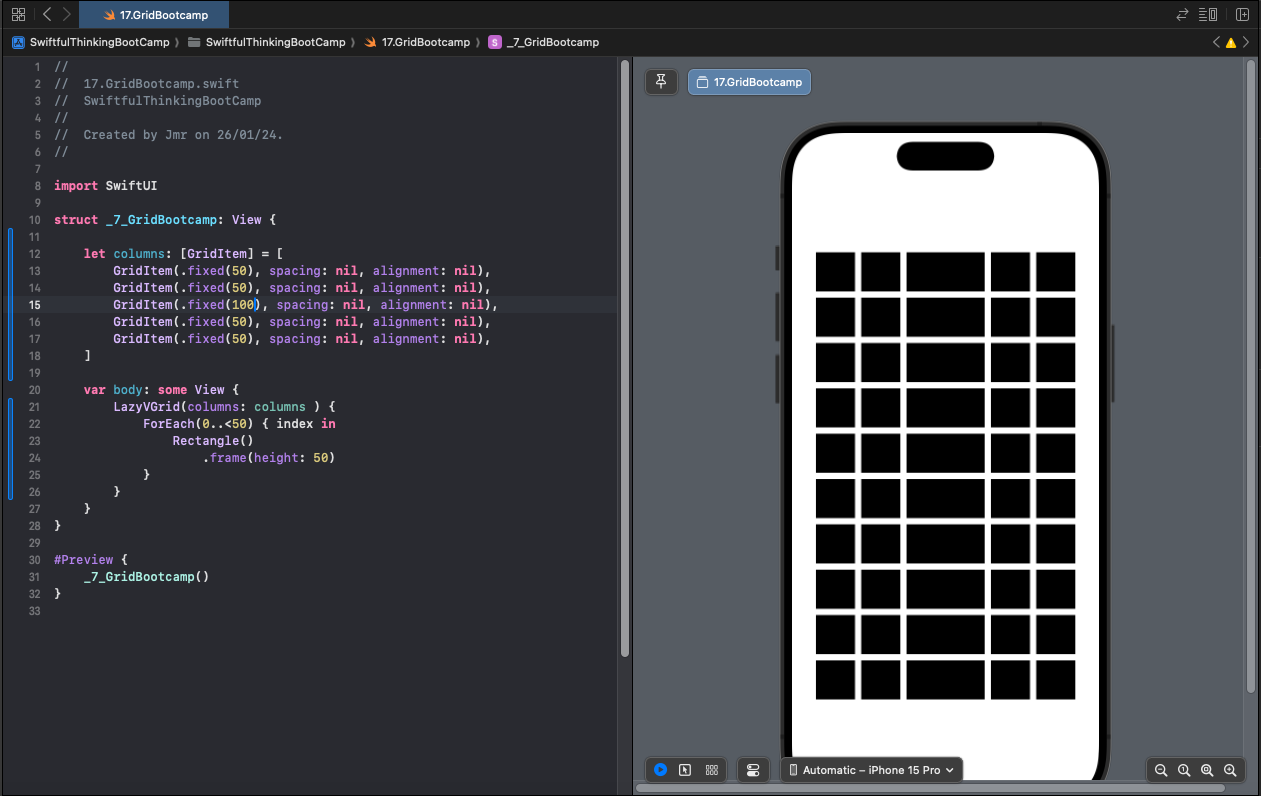 17.GridBootcamp
SwiftfulThinkingBootCamp ⟩ SwiftfulThinkingBootCamp ⟩ 17.GridBootcamp ⟩ S _7_GridBootcamp
1 //
2 //  17.GridBootcamp.swift
3 //  SwiftfulThinkingBootCamp
4 //
5 //  Created by Jmr on 26/01/24.
6 //
7
8 import SwiftUI
9
10 struct _7_GridBootcamp: View {
11
12     let columns: [GridItem] = [
13         GridItem(.fixed(50), spacing: nil, alignment: nil),
14         GridItem(.fixed(50), spacing: nil, alignment: nil),
15         GridItem(.fixed(100), spacing: nil, alignment: nil),
16         GridItem(.fixed(50), spacing: nil, alignment: nil),
17         GridItem(.fixed(50), spacing: nil, alignment: nil),
18     ]
19
20     var body: some View {
21         LazyVGrid(columns: columns ) {
22             ForEach(0..<50) { index in
23                 Rectangle()
24                     .frame(height: 50)
25             }
26         }
27     }
28 }
29
30 #Preview {
31     _7_GridBootcamp()
32 }
33
17.GridBootcamp
Automatic – iPhone 15 Pro